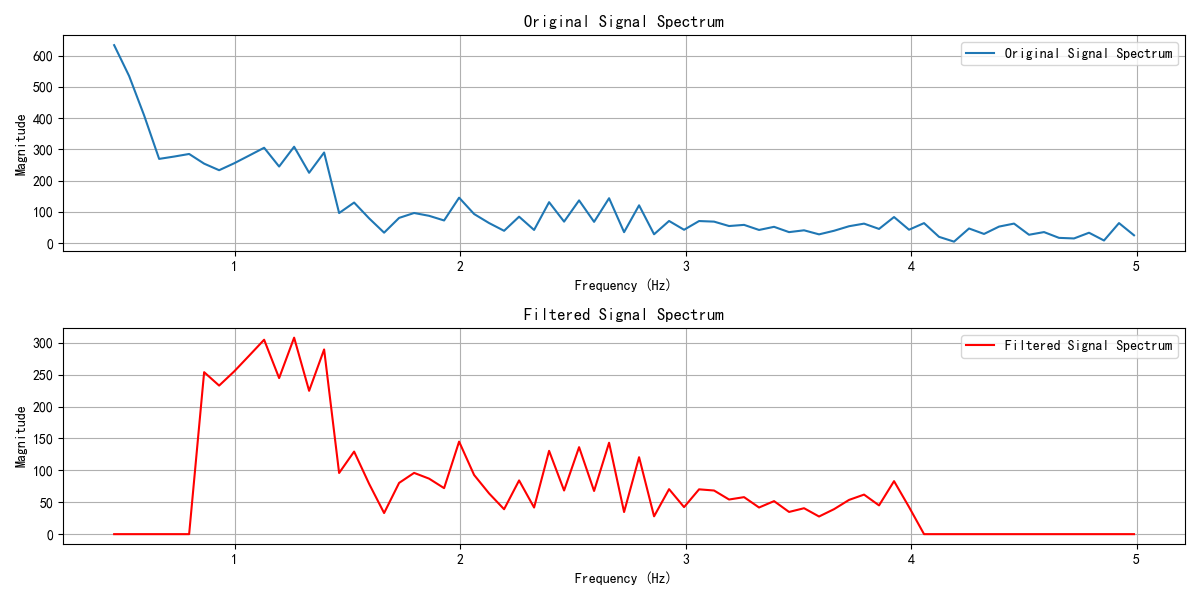 Original Signal Spectrum
Original Signal Spectrum
600
500
400
300
200
100
0
Magnitude
1 2 3 4 5
Frequency (Hz)
Filtered Signal Spectrum
Filtered Signal Spectrum
300
250
200
150
100
50
0
Magnitude
1 2 3 4 5
Frequency (Hz)